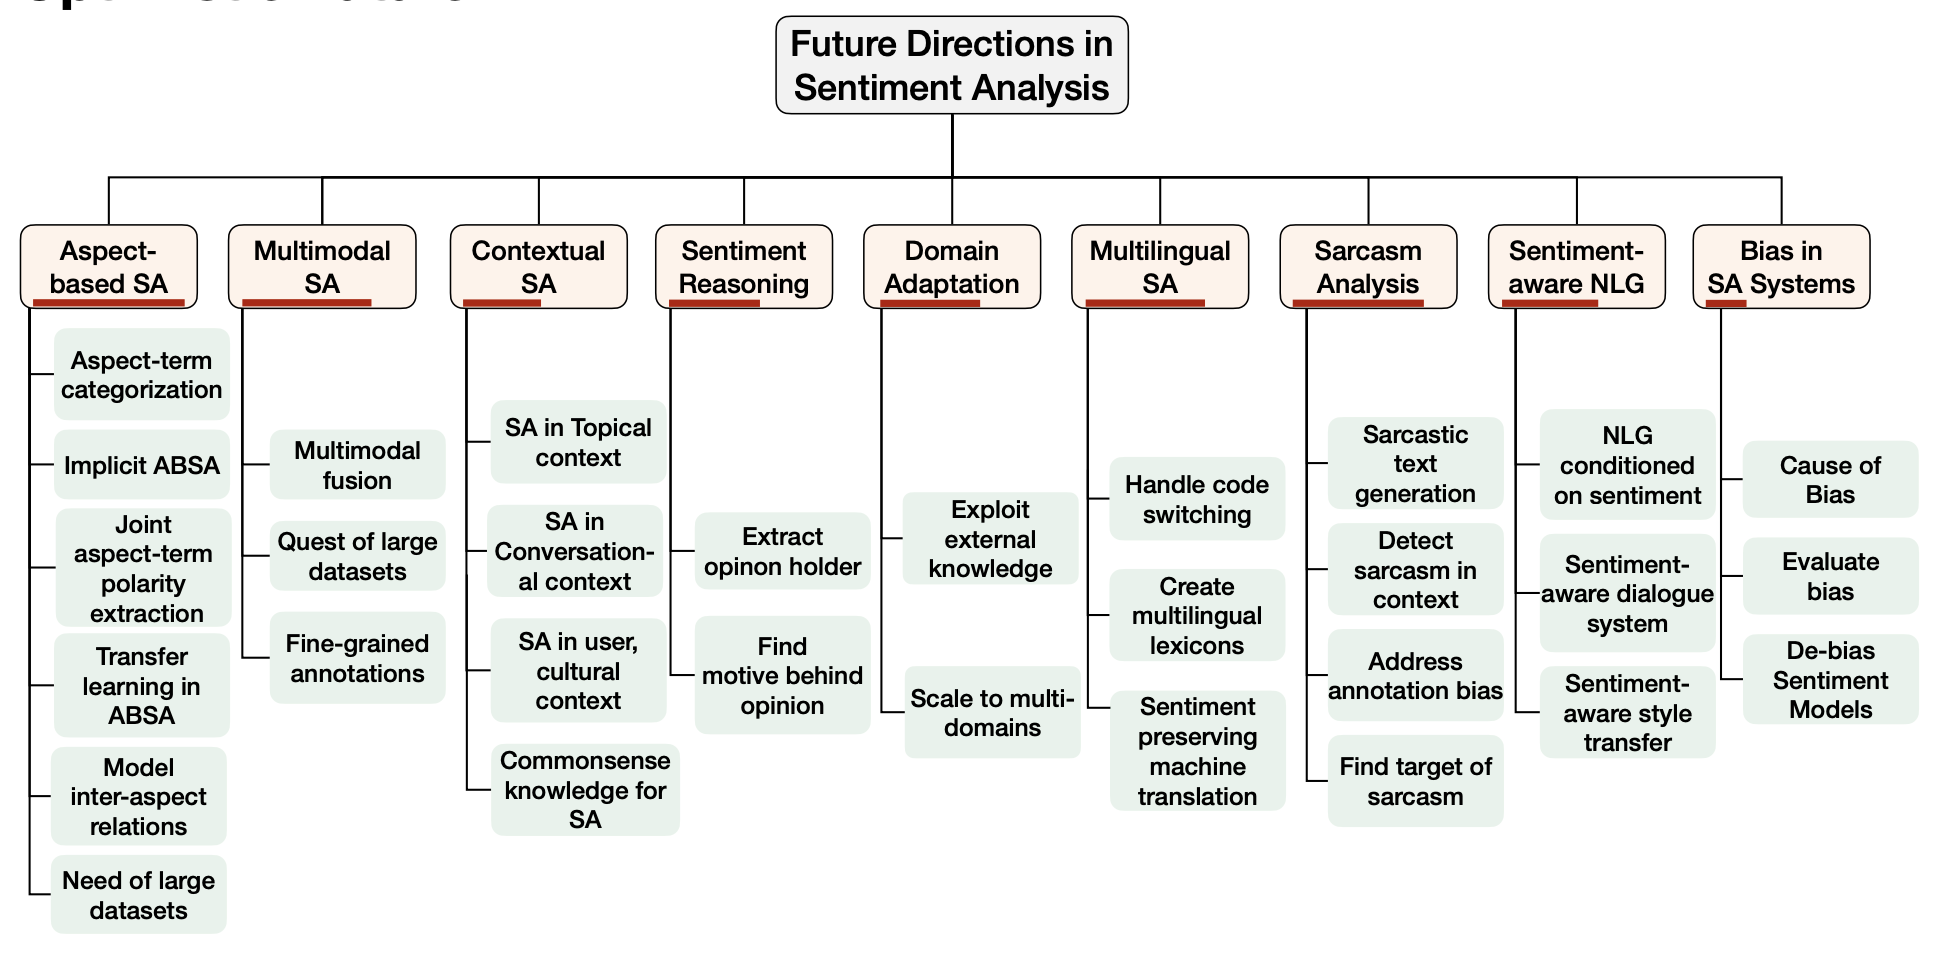 Future Directions in
Sentiment Analysis
Aspect-
based SA
Multimodal
SA
Contextual
SA
Sentiment
Reasoning
Domain
Adaptation
Multilingual
SA
Sarcasm
Analysis
Sentiment-
aware NLG
Bias in
SA Systems
Aspect-term
categorization
Implicit ABSA
Joint
aspect-term
polarity
extraction
Transfer
learning in
ABSA
Model
inter-aspect
relations
Need of large
datasets
Multimodal
fusion
Quest of large
datasets
Fine-grained
annotations
SA in Topical
context
SA in
Conversation-
al context
SA in user,
cultural
context
Commonsense
knowledge for
SA
Extract
opinon holder
Find
motive behind
opinion
Exploit
external
knowledge
Scale to multi-
domains
Handle code
switching
Create
multilingual
lexicons
Sentiment
preserving
machine
translation
Sarcastic
text
generation
Detect
sarcasm in
context
Address
annotation bias
Find target of
sarcasm
NLG
conditioned
on sentiment
Sentiment-
aware dialogue
system
Sentiment-
aware style
transfer
Cause of
Bias
Evaluate
bias
De-bias
Sentiment
Models